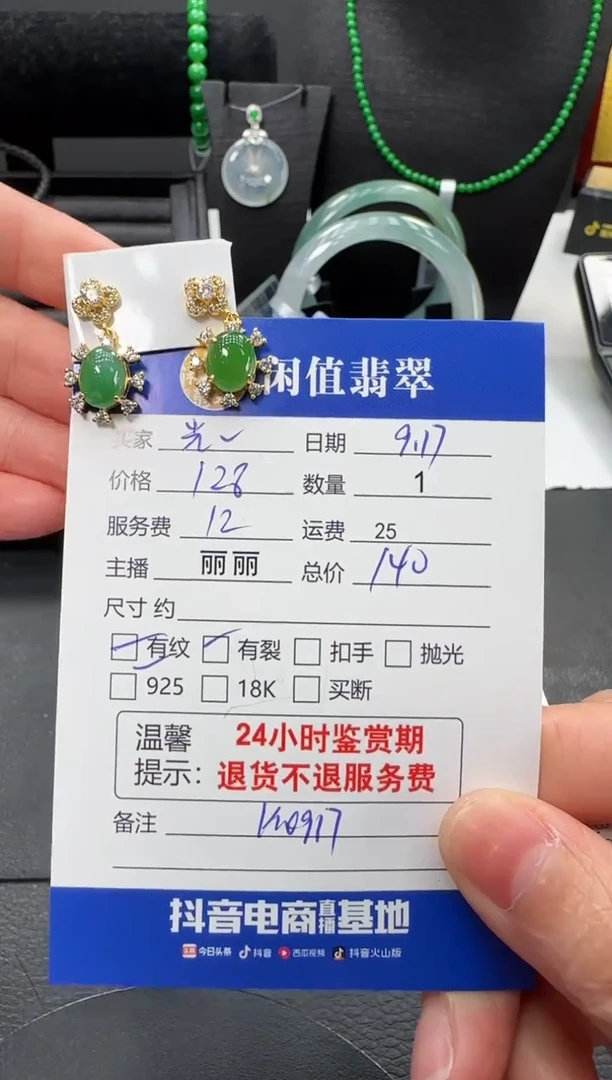 闲值翡翠
买家 光一 日期 9.17
价格 128 数量 1
服务费 12 运费 25
主播 丽丽 总价 140
尺寸 约
有纹 有裂 扣手 抛光
925 18K 买断
温馨 24小时鉴赏期
提示: 退货不退服务费
备注
抖音电商直播基地
今日头条 抖音 西瓜视频 抖音火山版